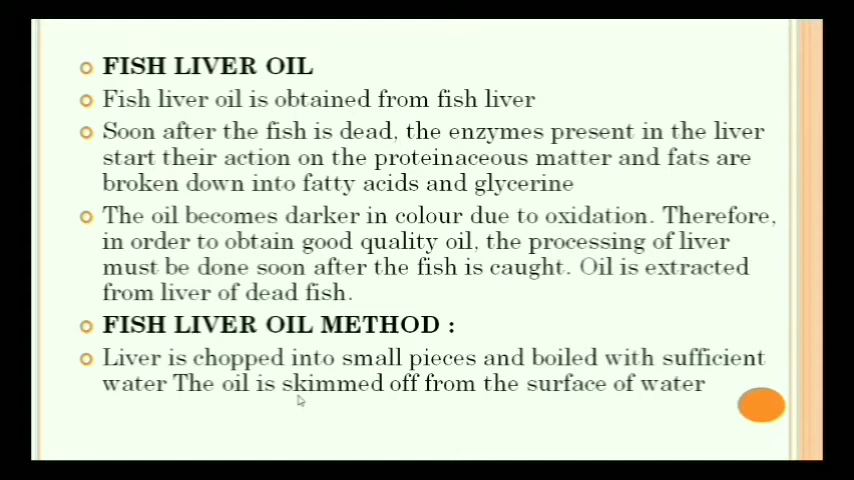 FISH LIVER OIL
Fish liver oil is obtained from fish liver
Soon after the fish is dead, the enzymes present in the liver
start their action on the proteinaceous matter and fats are
broken down into fatty acids and glycerine
The oil becomes darker in colour due to oxidation. Therefore,
in order to obtain good quality oil, the processing of liver
must be done soon after the fish is caught. Oil is extracted
from liver of dead fish.
FISH LIVER OIL METHOD :
Liver is chopped into small pieces and boiled with sufficient
water The oil is skimmed off from the surface of water